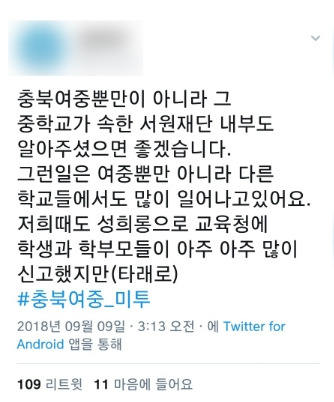 충북여중뿐만이 아니라 그
중학교가 속한 서원재단 내부도
알아주셨으면 좋겠습니다.
그런일은 여중뿐만 아니라 다른
학교들에서도 많이 일어나고있어요.
저희때도 성희롱으로 교육청에
학생과 학부모들이 아주 아주 많이
신고했지만(타래로)
#충북여중_미투
2018년 09월 09일 · 3:13 오전 · 에 Twitter for
Android 앱을 통해
109 리트윗 11 마음에 들어요